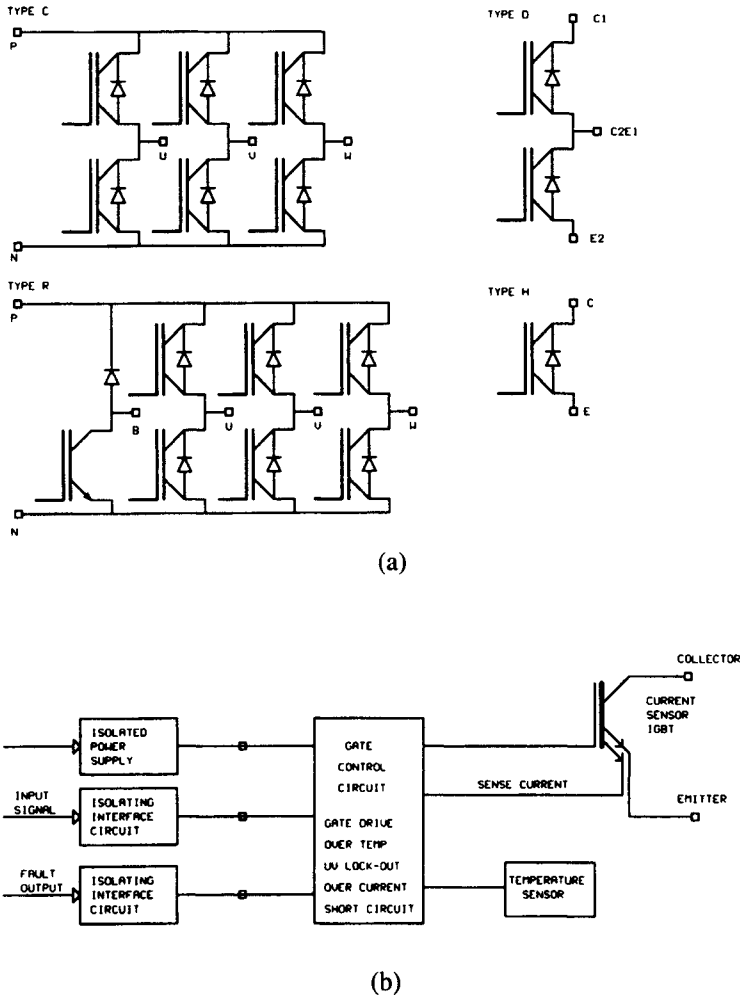 TYPE C
P
U
V
W
N
TYPE D
C1
C2E1
E2
TYPE R
P
B
U
V
W
N
TYPE H
C
E
(a)
COLLECTOR
CURRENT
SENSOR
IGBT
ISOLATED
POWER
SUPPLY
GATE
CONTROL
CIRCUIT
SENSE CURRENT
EMITTER
INPUT
SIGNAL
ISOLATING
INTERFACE
CIRCUIT
GATE DRIVE
OVER TEMP
UV LOCK-OUT
OVER CURRENT
SHORT CIRCUIT
FAULT
OUTPUT
ISOLATING
INTERFACE
CIRCUIT
TEMPERATURE
SENSOR
(b)